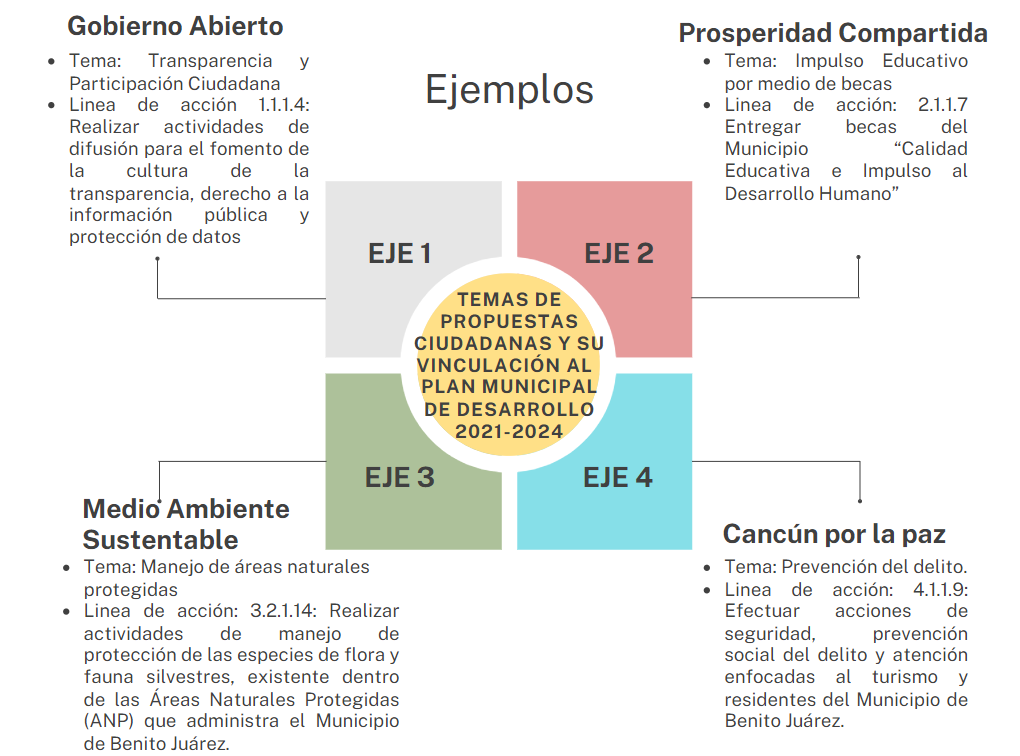 Gobierno Abierto
• Tema: Transparencia y
Participación Ciudadana
• Linea de acción 1.1.1.4:
Realizar actividades de
difusión para el fomento de
la cultura de la
transparencia, derecho a la
información pública y
protección de datos
Ejemplos
Prosperidad Compartida
• Tema: Impulso Educativo
por medio de becas
• Linea de acción: 2.1.1.7
Entregar becas del
Municipio “Calidad
Educativa e Impulso al
Desarrollo Humano”
EJE 1
EJE 2
TEMAS DE
PROPUESTAS
CIUDADANAS Y SU
VINCULACIÓN AL
PLAN MUNICIPAL
DE DESARROLLO
2021-2024
EJE 3
EJE 4
Medio Ambiente
Sustentable
• Tema: Manejo de áreas naturales
protegidas
• Linea de acción: 3.2.1.14: Realizar
actividades de manejo de
protección de las especies de flora y
fauna silvestres, existente dentro
de las Áreas Naturales Protegidas
(ANP) que administra el Municipio
de Benito Juárez.
Cancún por la paz
• Tema: Prevención del delito.
• Linea de acción: 4.1.1.9:
Efectuar acciones de
seguridad, prevención
social del delito y atención
enfocadas al turismo y
residentes del Municipio de
Benito Juárez.